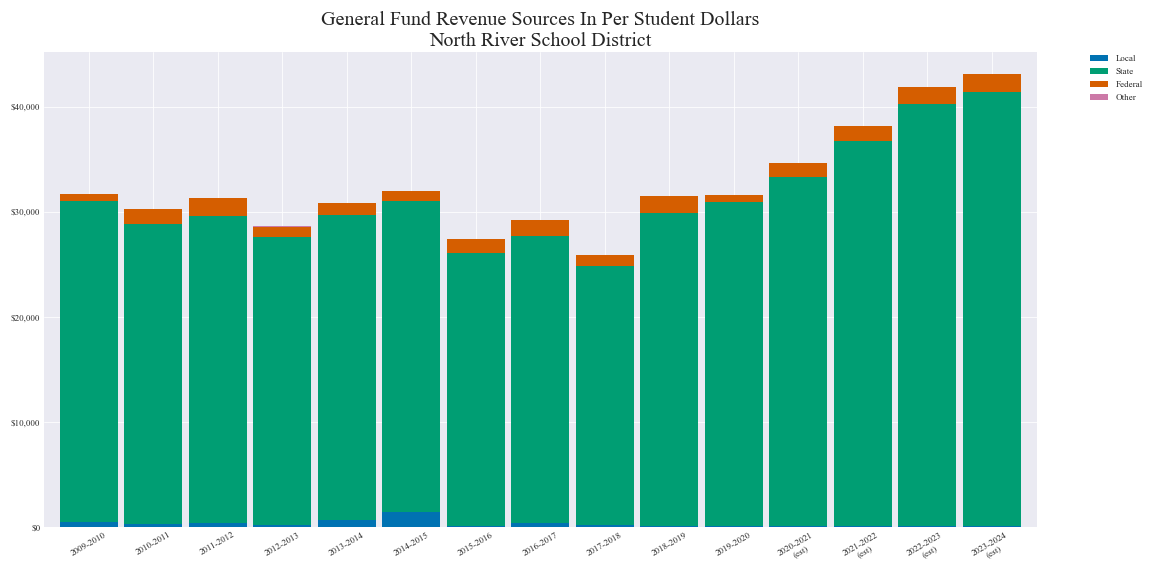 General Fund Revenue Sources In Per Student Dollars
North River School District
Local
State
Federal
Other
$40,000
$30,000
$20,000
$10,000
$0
2009-2010
2010-2011
2011-2012
2012-2013
2013-2014
2014-2015
2015-2016
2016-2017
2017-2018
2018-2019
2019-2020
2020-2021
(est)
2021-2022
(est)
2022-2023
(est)
2023-2024
(est)